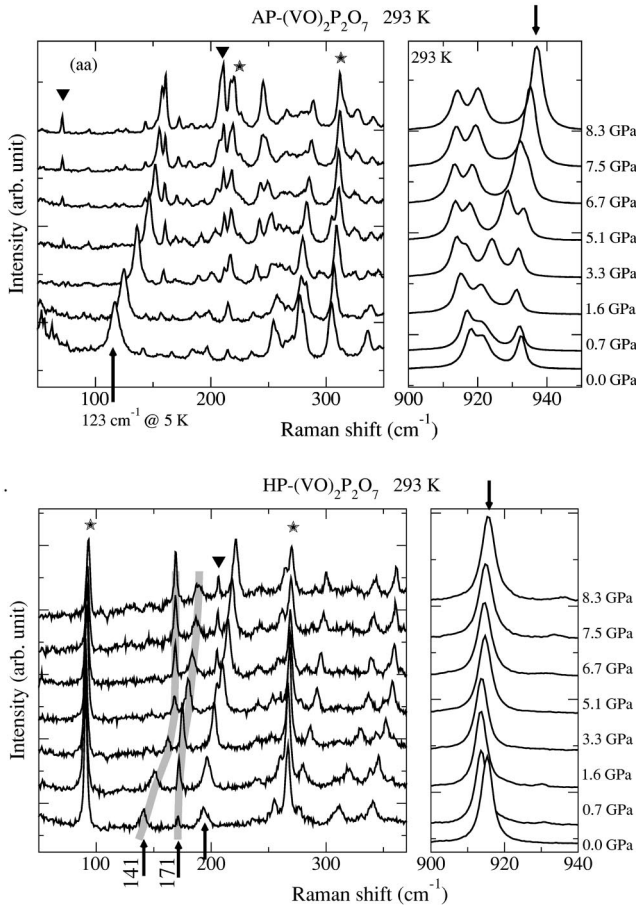 AP-(VO)2P2O7 293 K
(aa)
293 K
8.3 GPa
7.5 GPa
6.7 GPa
5.1 GPa
3.3 GPa
1.6 GPa
0.7 GPa
0.0 GPa
Intensity (arb. unit)
100 200 300
900 920 940
123 cm-1 @ 5 K
Raman shift (cm-1)
HP-(VO)2P2O7 293 K
8.3 GPa
7.5 GPa
6.7 GPa
5.1 GPa
3.3 GPa
1.6 GPa
0.7 GPa
0.0 GPa
Intensity (arb. unit)
100 200 300
900 920 940
141
171
Raman shift (cm-1)